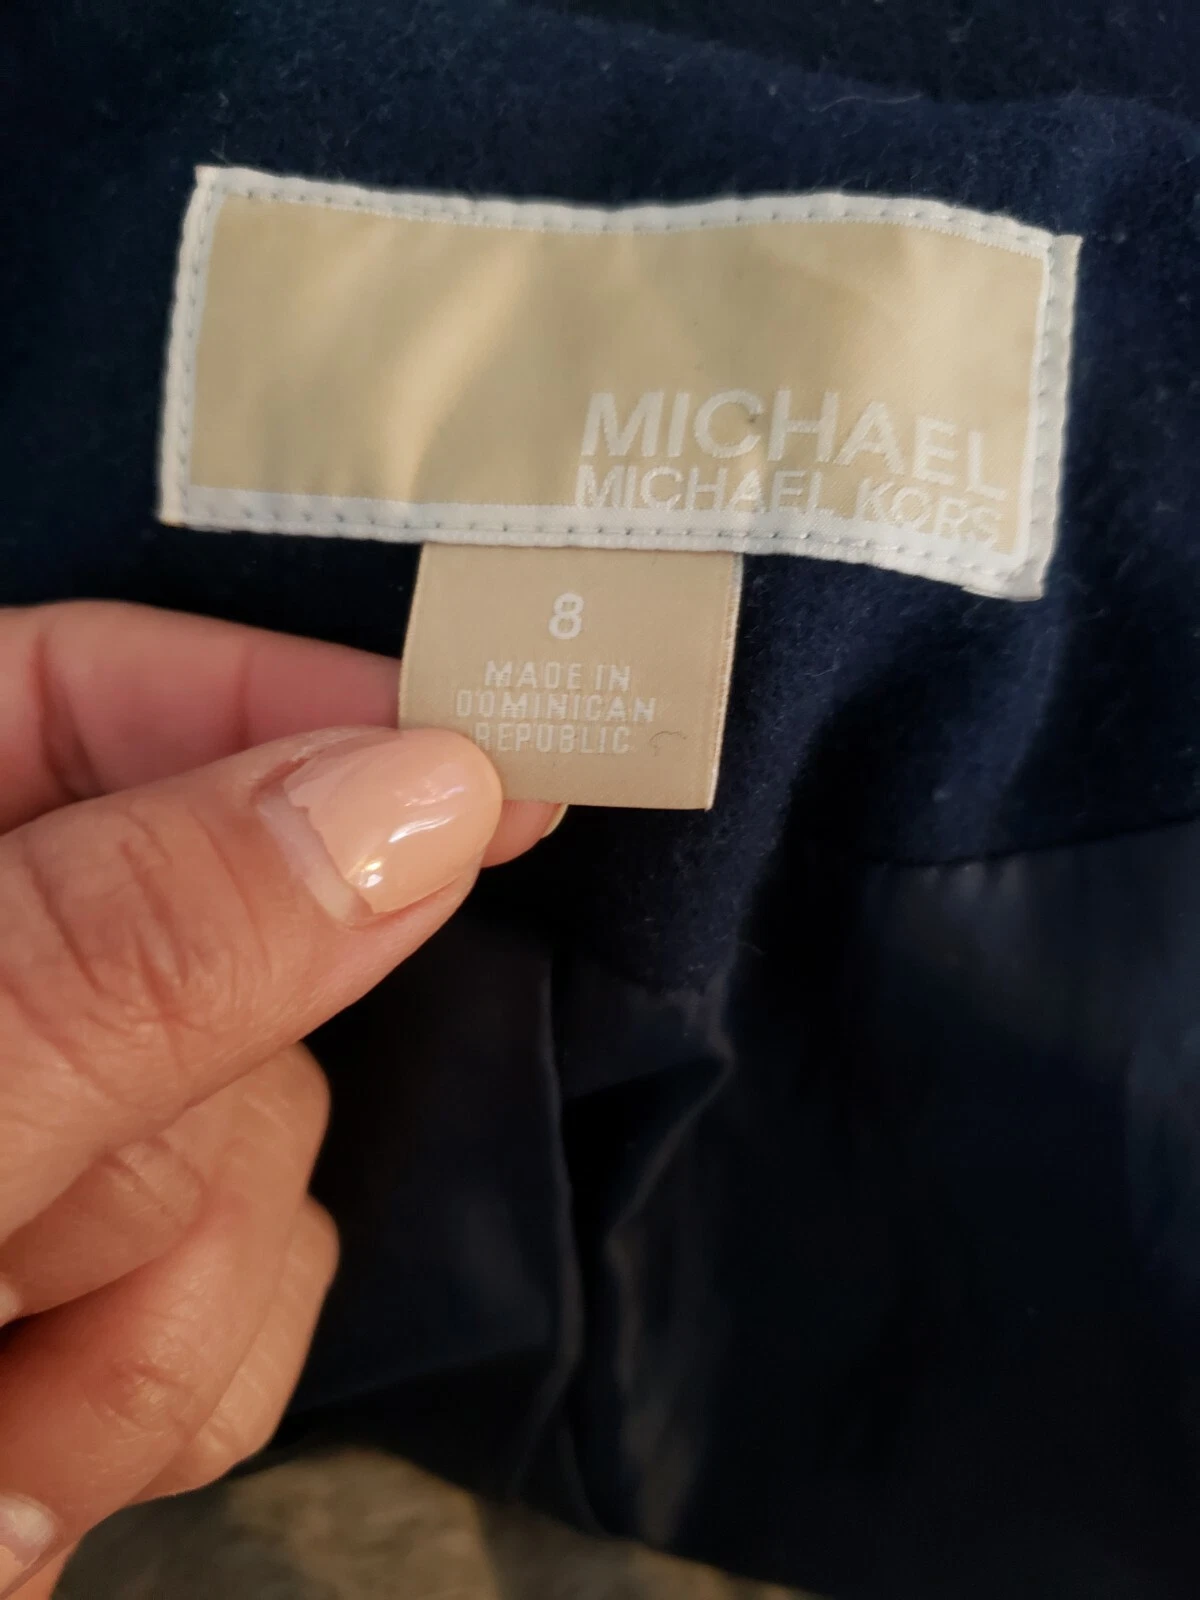 MICHAEL
MICHAEL KORS
8
MADE IN
DOMINICAN
REPUBLIC